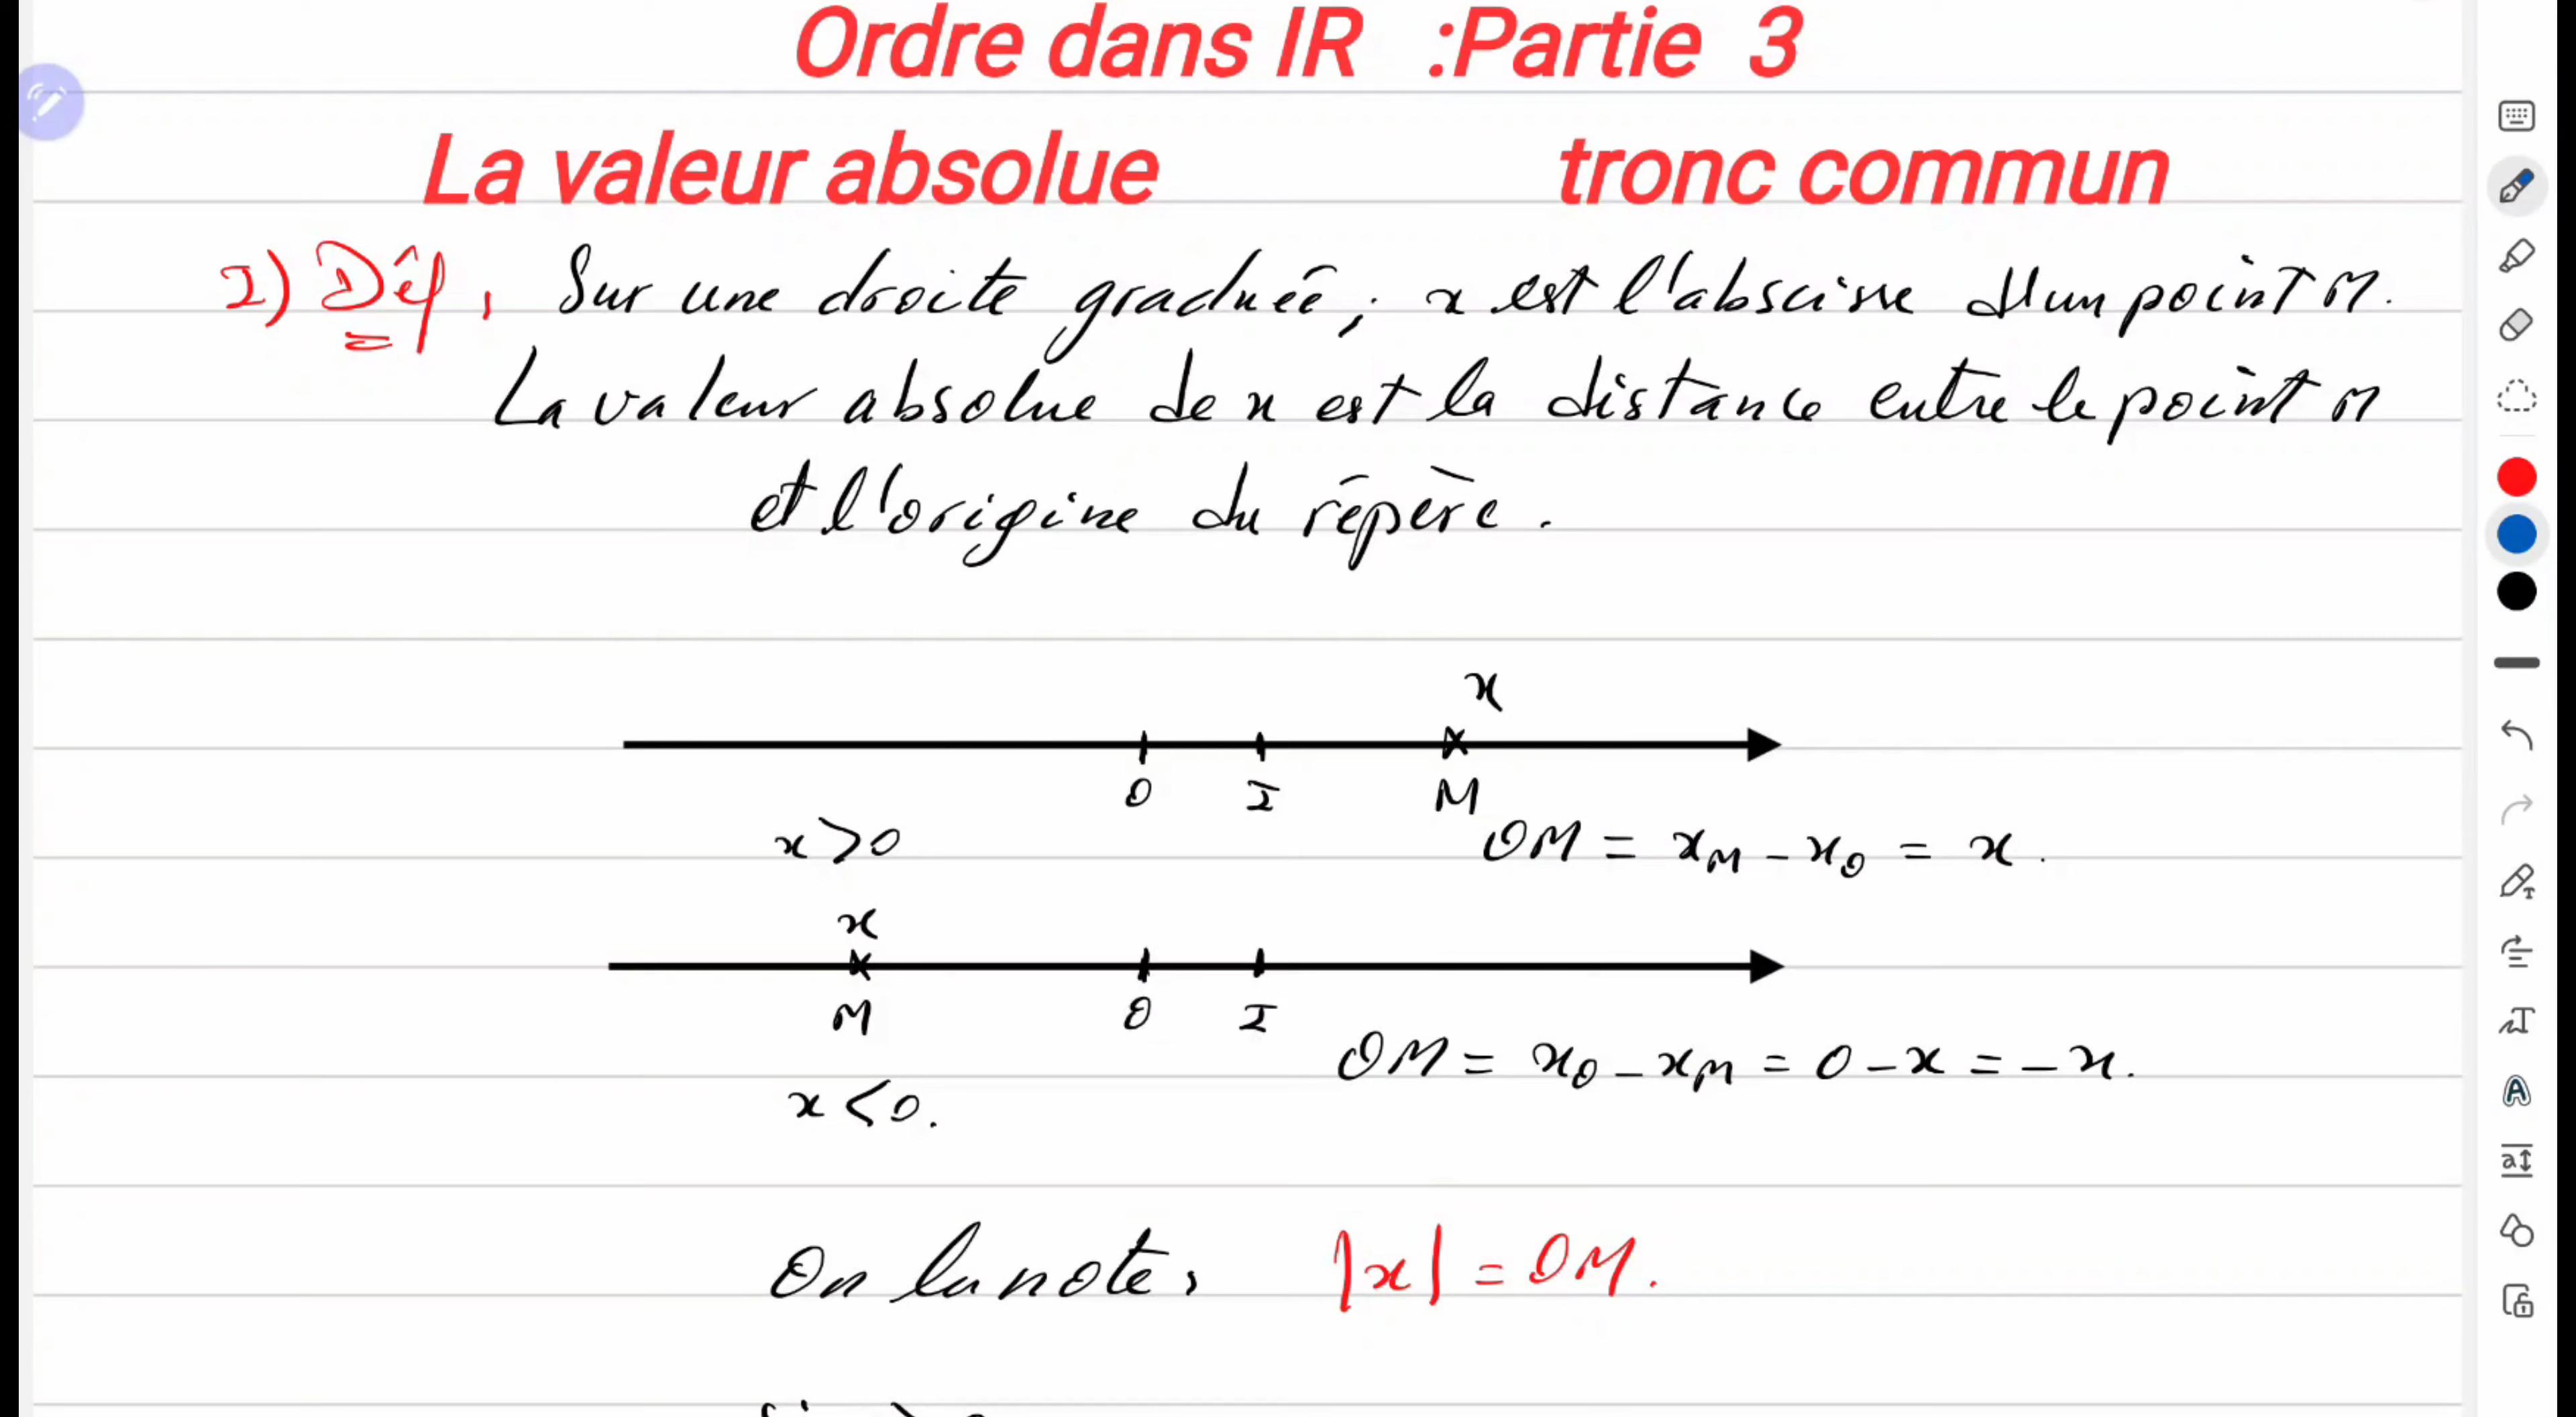 Ordre dans IR :Partie 3
La valeur absolue tronc commun
2) Déf, Sur une droite graduée; x est l'abscisse d'un point M.
La valeur absolue de x est la distance entre le point M
et l'origine du répère.
x
O I M
x>0 OM = xM - xO = x.
x
M O I
OM = xO - xM = 0 - x = -x.
x <0.
On la note, |x| = OM.